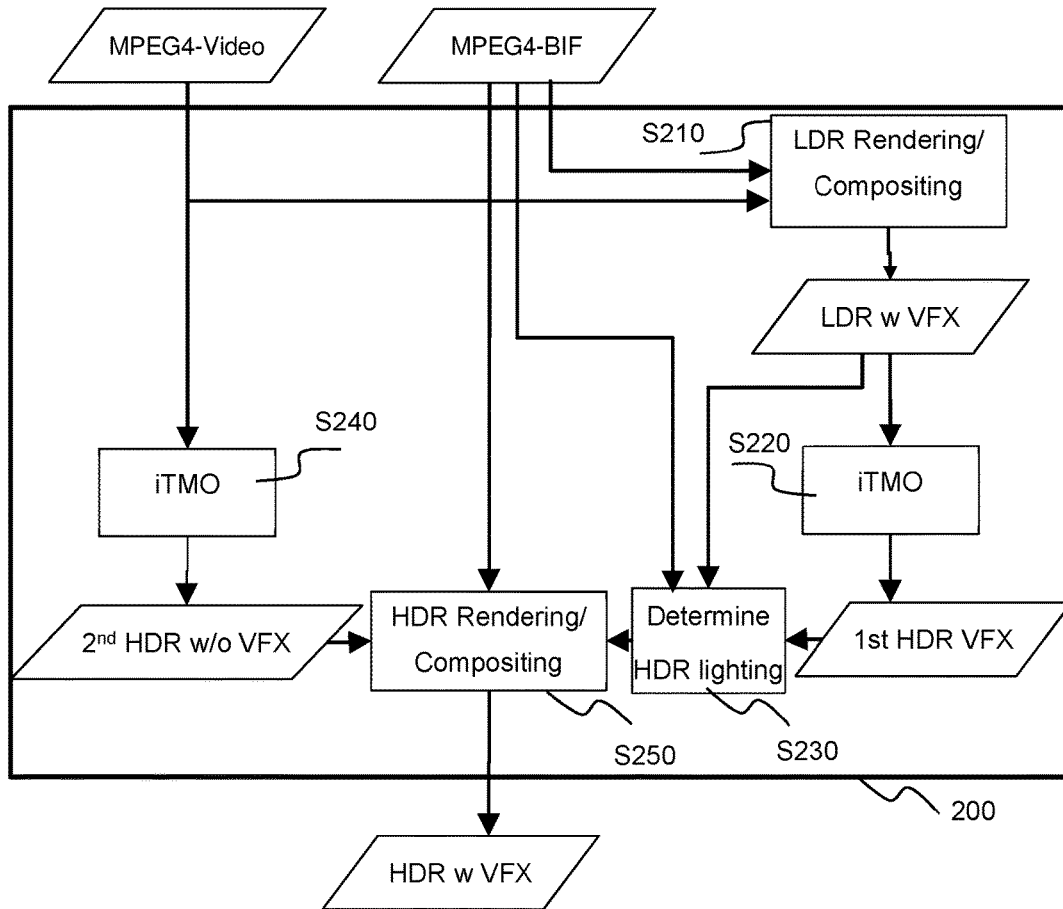 MPEG4-Video
MPEG4-BIF
S210
LDR Rendering/
Compositing
LDR w VFX
S240
S220
iTMO
iTMO
2nd HDR w/o VFX
HDR Rendering/
Compositing
Determine
HDR lighting
1st HDR VFX
S250
S230
200
HDR w VFX